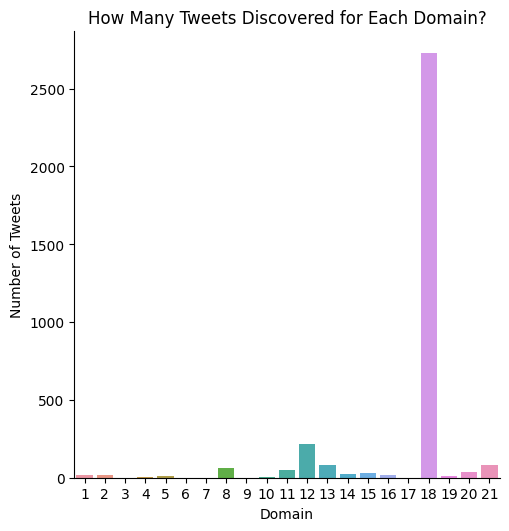 How Many Tweets Discovered for Each Domain?
Number of Tweets
2500
2000
1500
1000
500
0
1 2 3 4 5 6 7 8 9 10 11 12 13 14 15 16 17 18 19 20 21
Domain